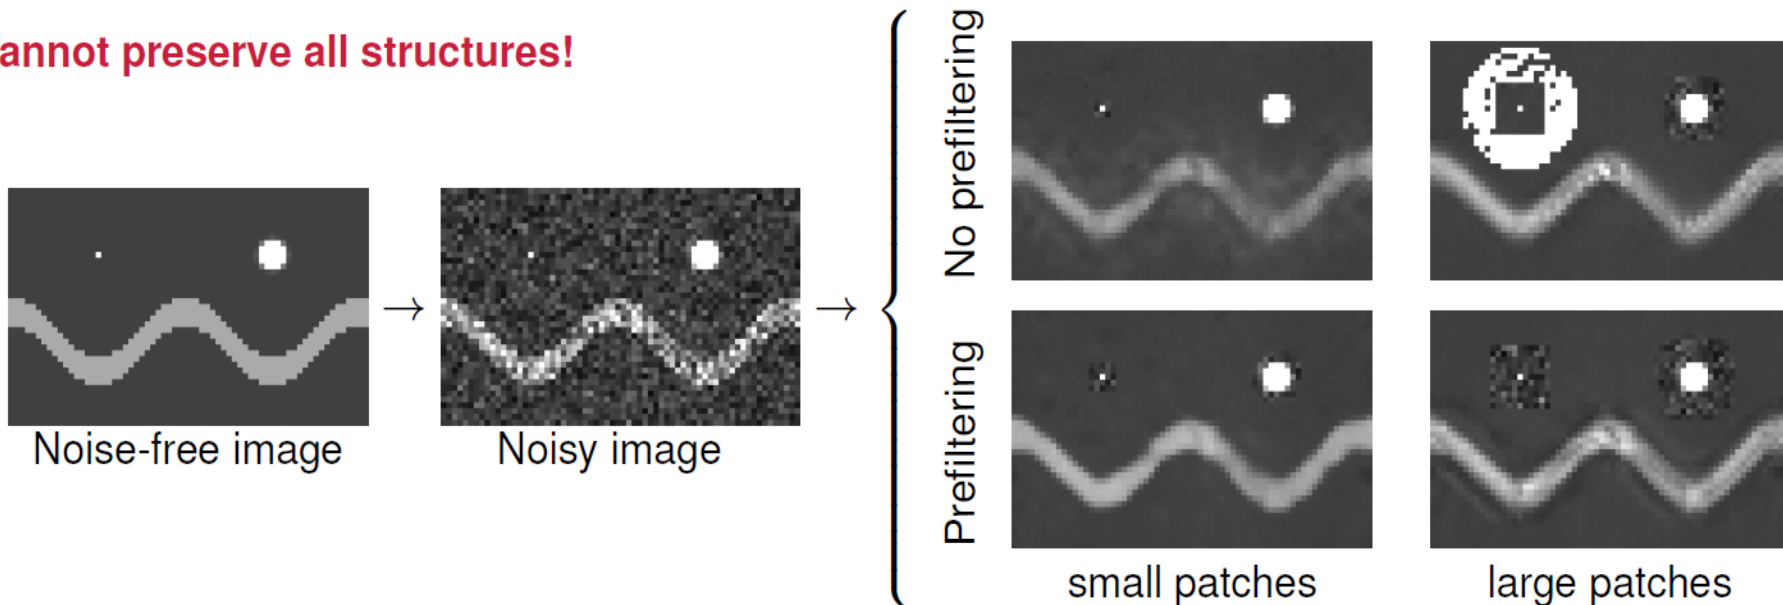 annot preserve all structures!
Noise-free image
→
Noisy image
→
No prefiltering
Prefiltering
small patches
large patches